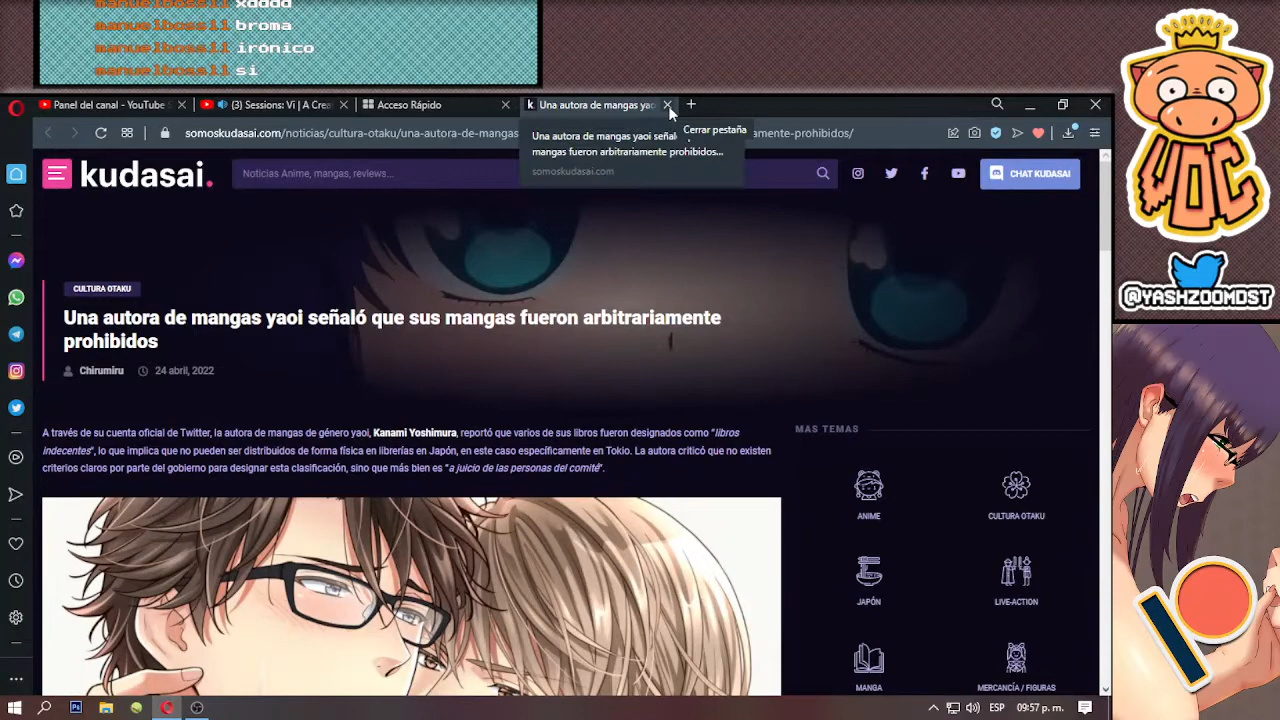 manuelboss11 xdddd
manuelboss11 broma
manuelboss11 irónico
manuelboss11 si
Panel del canal - YouTube S
(3) Sessions: Vi | A Crea
Acceso Rápido
Una autora de mangas yao
somoskudasai.com/noticias/cultura-otaku/una-autora-de-mangas
amente-prohibidos/
Cerrar pestaña
Una autora de mangas yaoi señal
mangas fueron arbitrariamente prohibidos...
somoskudasai.com
kudasai.
Noticias Anime, mangas, reviews...
CHAT KUDASAI
CULTURA OTAKU
Una autora de mangas yaoi señaló que sus mangas fueron arbitrariamente
prohibidos
Chirumiru
24 abril, 2022
A través de su cuenta oficial de Twitter, la autora de mangas de género yaoi, Kanami Yoshimura, reportó que varios de sus libros fueron designados como "libros
indecentes", lo que implica que no pueden ser distribuidos de forma física en librerías en Japón, en este caso específicamente en Tokio. La autora criticó que no existen
criterios claros por parte del gobierno para designar esta clasificación, sino que más bien es "a juicio de las personas del comité".
MAS TEMAS
ANIME
CULTURA OTAKU
JAPÓN
LIVE-ACTION
MANGA
MERCANCÍA / FIGURAS
VOC
@YASHZOOMDST
ESP
09:57 p. m.